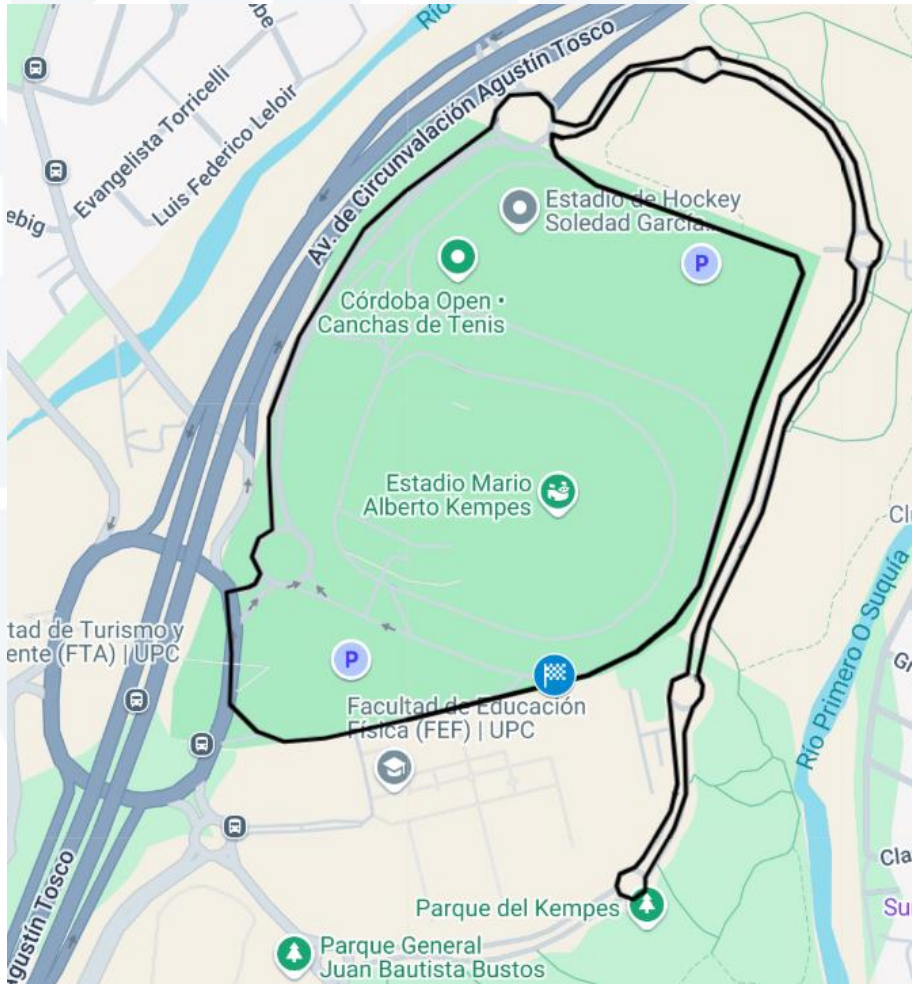 Río
Av. de Circunvalación Agustín Tosco
Evangelista Torricelli
Luis Federico Leloir
ebig
Estadio de Hockey
Soledad García...
P
Córdoba Open •
Canchas de Tenis
Estadio Mario
Alberto Kempes
Río Primero O Suquía
tad de Turismo y
ente (FTA) | UPC
P
Facultad de Educación
Física (FEF) | UPC
Agustín Tosco
Parque del Kempes
Parque General
Juan Bautista Bustos